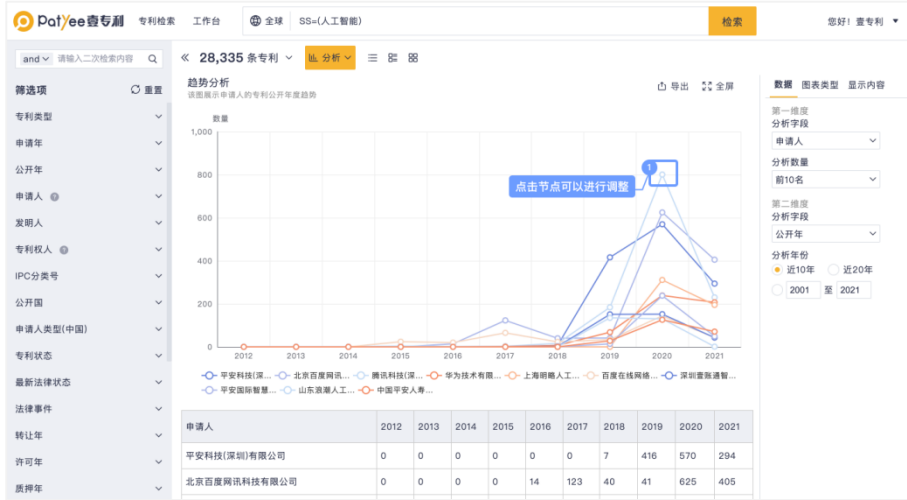 Patyee壹专利 专利检索 工作台 全球 SS=(人工智能) 检索 您好！壹专利
and 请输入二次检索内容
« 28,335 条专利 分析
筛选项 重置
专利类型
申请年
公开年
申请人
发明人
专利权人
IPC分类号
公开国
申请人类型(中国)
专利状态
最新法律状态
法律事件
转让年
许可年
质押年
趋势分析
该图展示申请人的专利公开年度趋势
导出 全屏
数量
1,000
800
600
400
200
0
1
点击节点可以进行调整
2012 2013 2014 2015 2016 2017 2018 2019 2020 2021
平安科技(深... 北京百度网讯... 腾讯科技(深... 华为技术有限... 上海明略人工... 百度在线网络... 深圳壹账通智...
平安国际智慧... 山东浪潮人工... 中国平安人寿...
申请人 2012 2013 2014 2015 2016 2017 2018 2019 2020 2021
平安科技(深圳)有限公司 0 0 0 0 0 0 7 416 570 294
北京百度网讯科技有限公司 0 0 0 0 14 123 40 41 625 405
数据 图表类型 显示内容
第一维度
分析字段
申请人
分析数量
前10名
第二维度
分析字段
公开年
分析年份
近10年 近20年
2001 至 2021